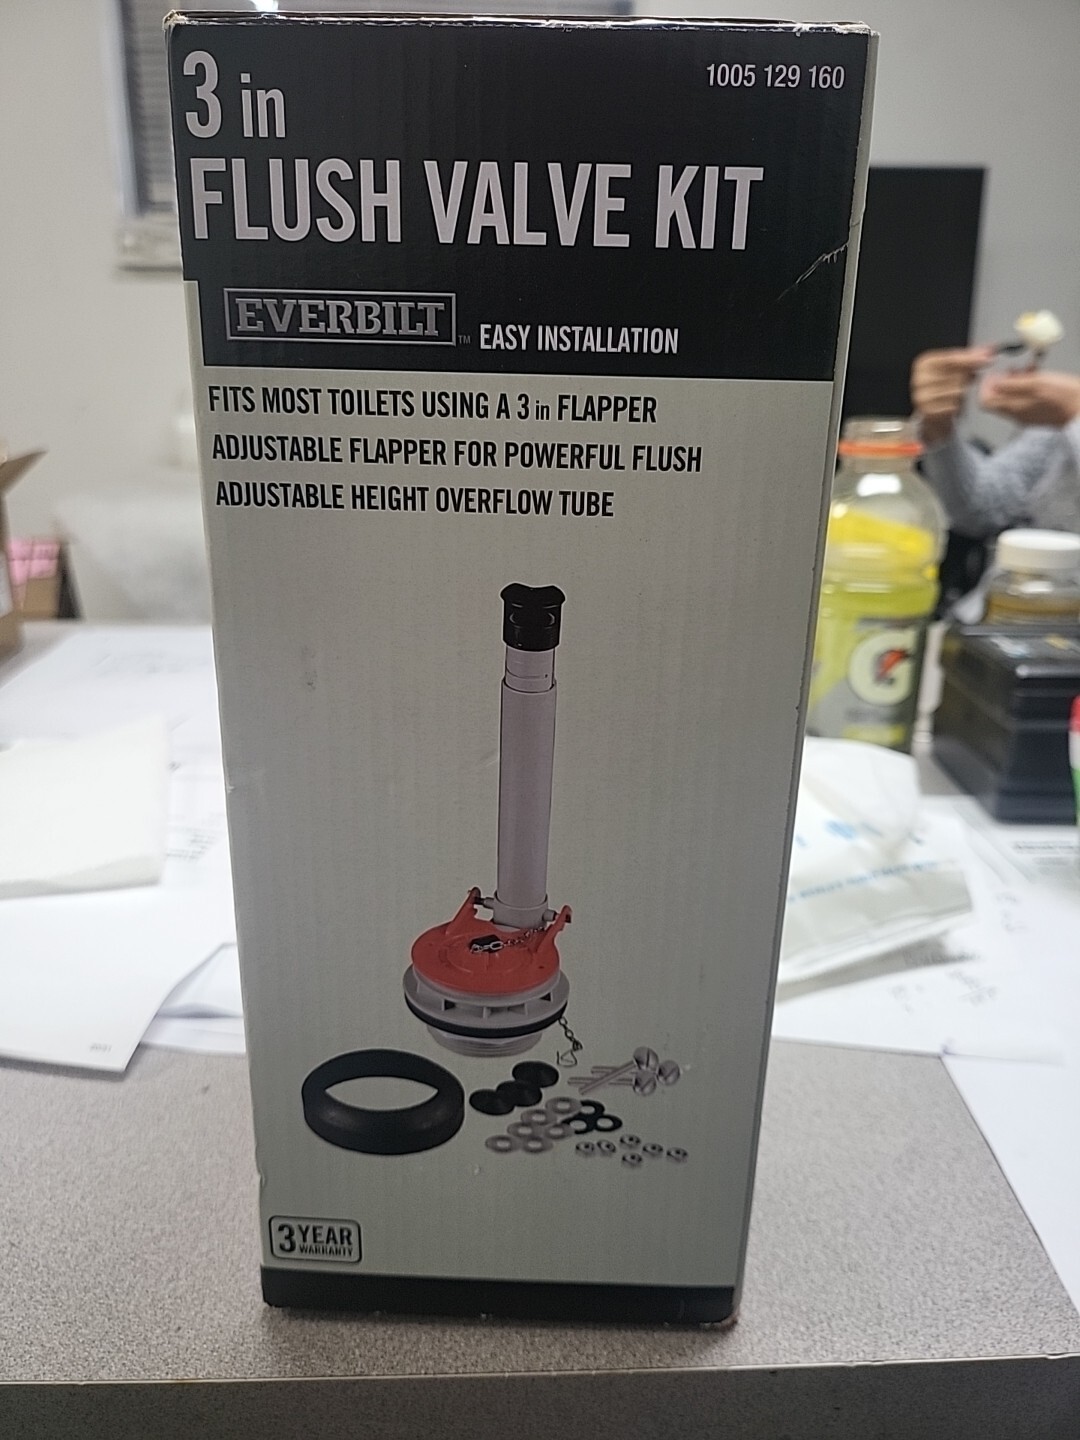 3 in
1005 129 160
FLUSH VALVE KIT
EVERBILT™ EASY INSTALLATION
FITS MOST TOILETS USING A 3 in FLAPPER
ADJUSTABLE FLAPPER FOR POWERFUL FLUSH
ADJUSTABLE HEIGHT OVERFLOW TUBE
G
3 YEAR
WARRANTY